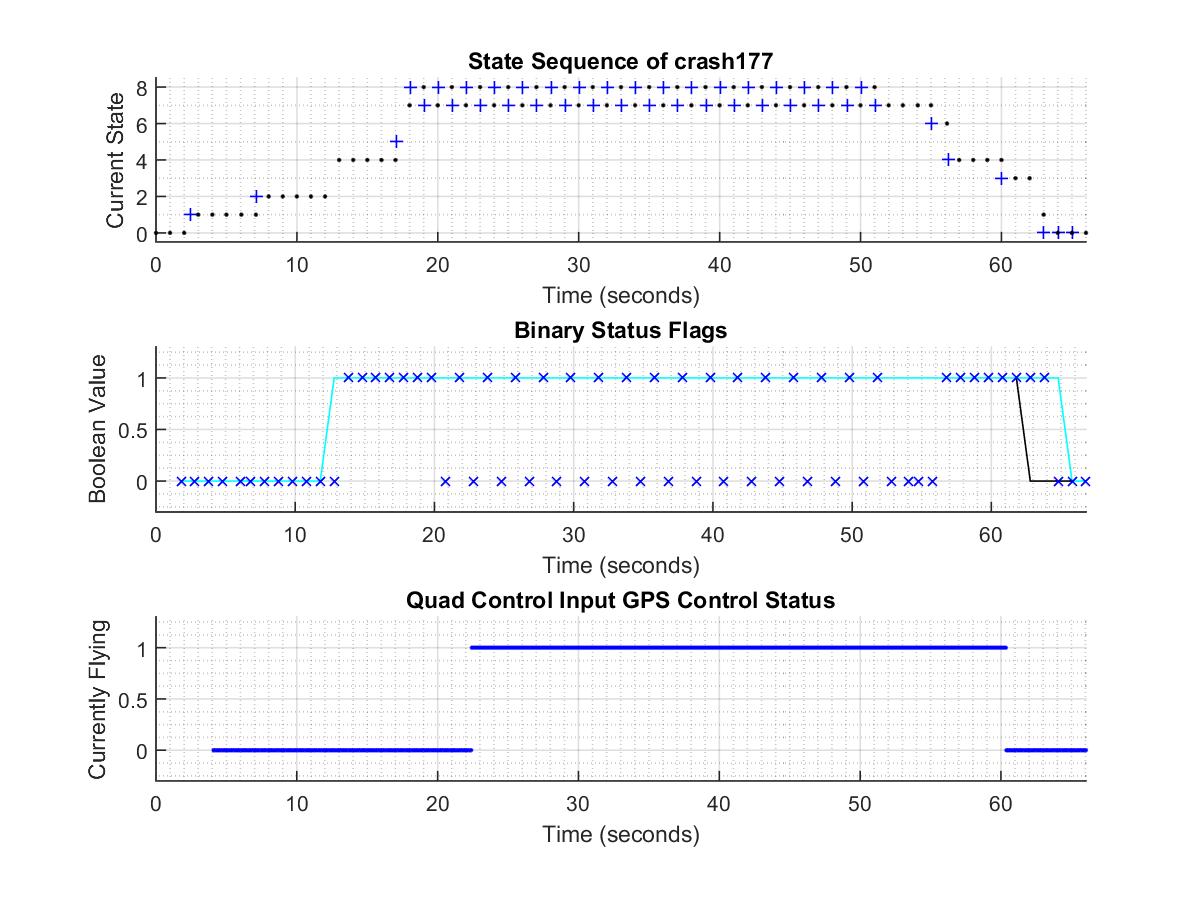 State Sequence of crash177
8
6
4
2
0
Current State
0 10 20 30 40 50 60
Time (seconds)
Binary Status Flags
1
0.5
0
Boolean Value
0 10 20 30 40 50 60
Time (seconds)
Quad Control Input GPS Control Status
1
0.5
0
Currently Flying
0 10 20 30 40 50 60
Time (seconds)